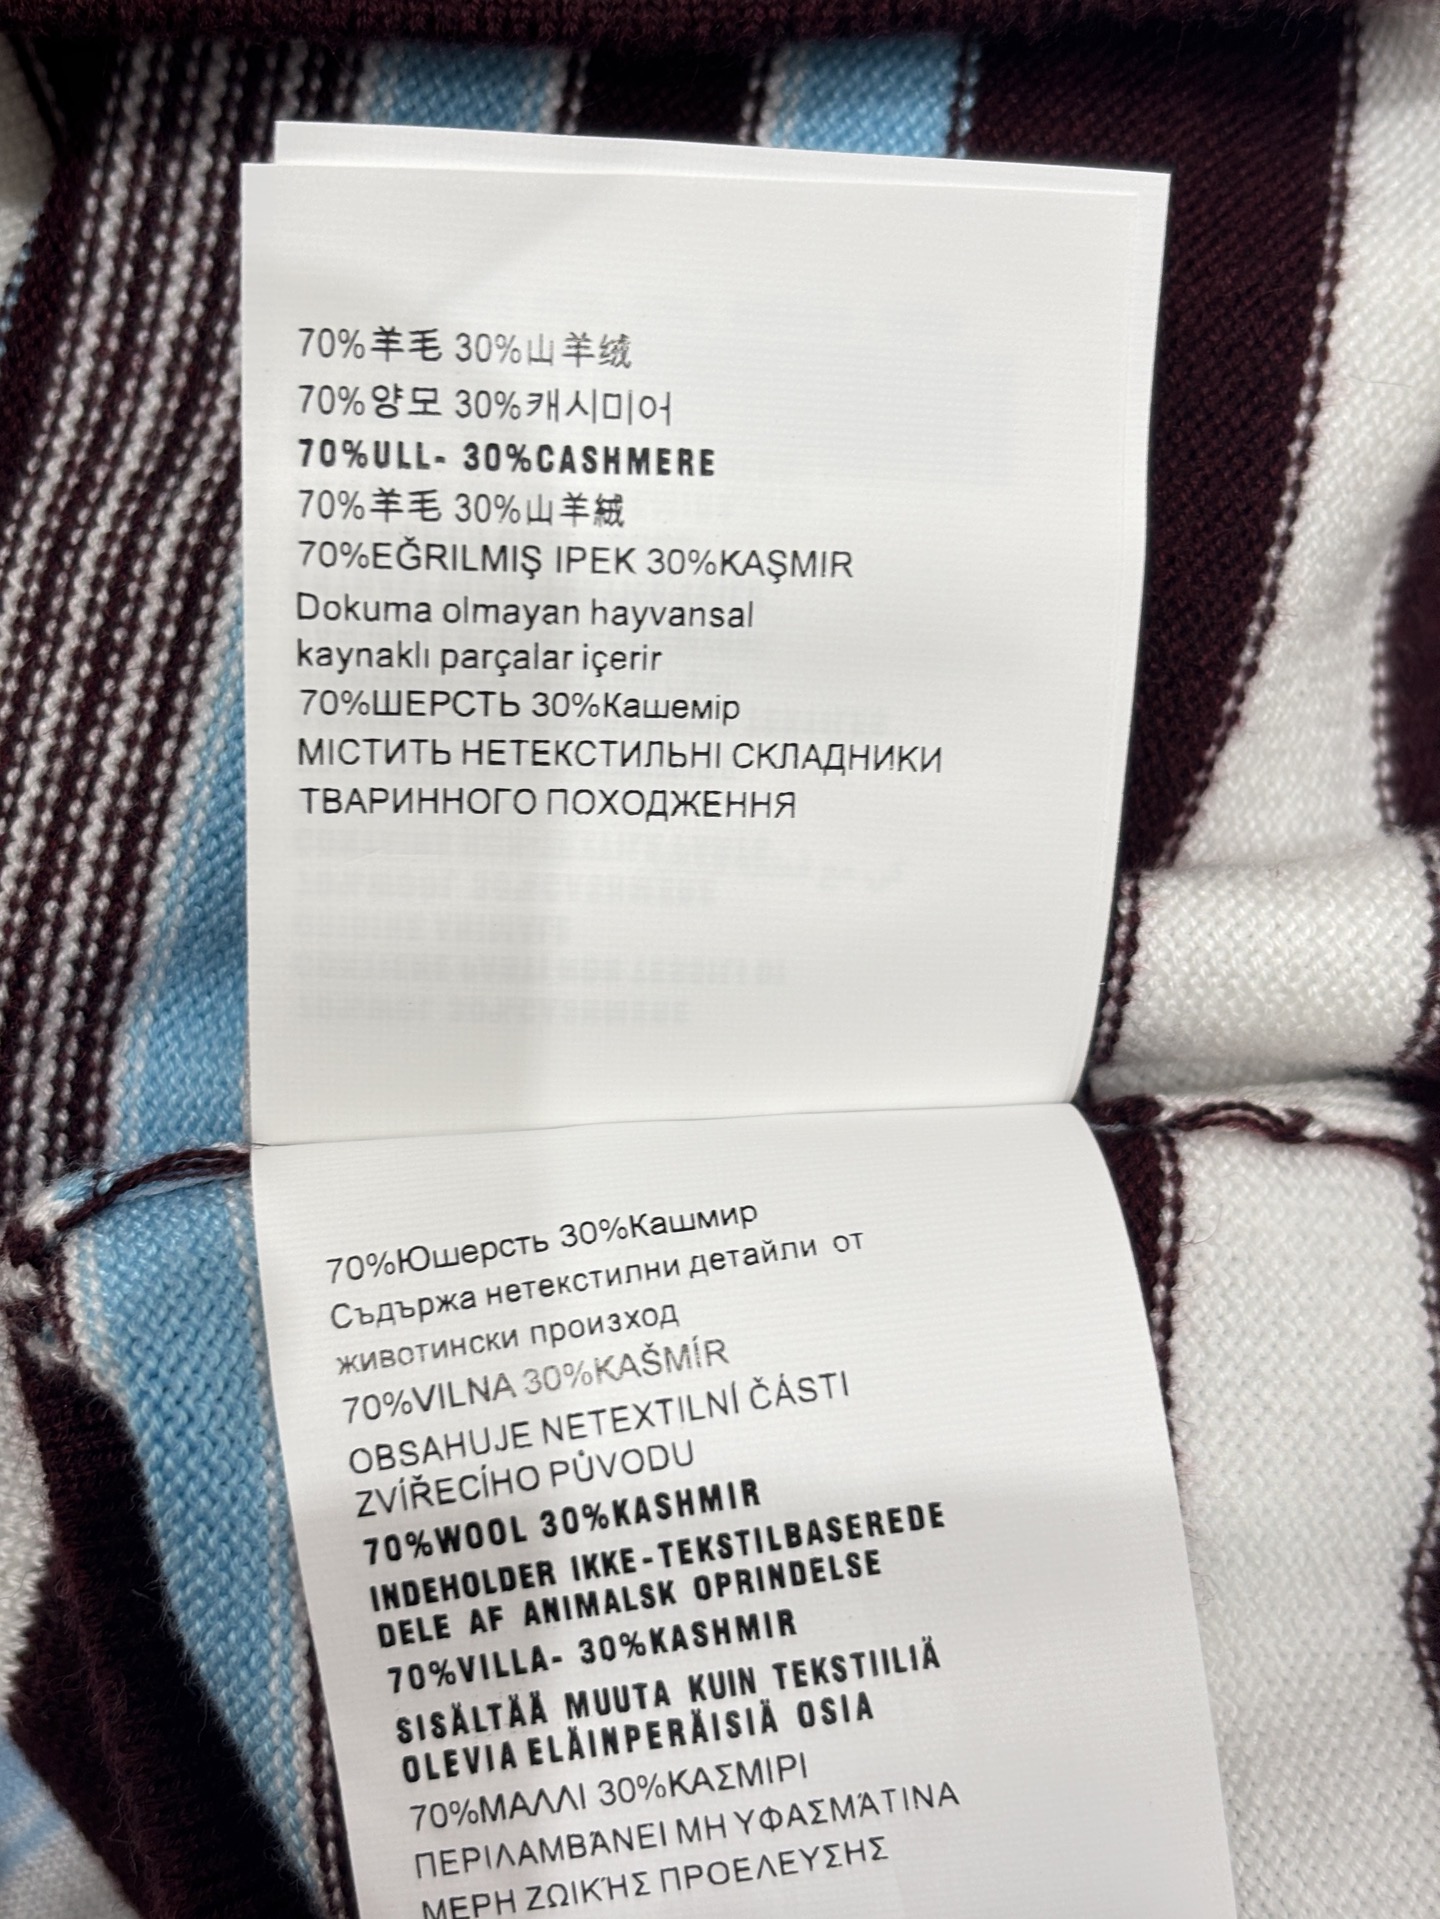 70%羊毛 30%山羊绒
70%양모 30%캐시미어
70%ULL- 30%CASHMERE
70%羊毛 30%山羊絨
70%EĞRILMIŞ IPEK 30%KAŞMIR
Dokuma olmayan hayvansal
kaynaklı parçalar içerir
70%ШЕРСТЬ 30%Кашемір
МІСТИТЬ НЕТЕКСТИЛЬНІ СКЛАДНИКИ
ТВАРИННОГО ПОХОДЖЕННЯ
70%Юшерсть 30%Кашмир
Съдържа нетекстилни детайли от
животински произход
70%VILNA 30%KAŠMÍR
OBSAHUJE NETEXTILNÍ ČÁSTI
ZVÍŘECÍHO PŮVODU
70%WOOL 30%KASHMIR
INDEHOLDER IKKE-TEKSTILBASEREDE
DELE AF ANIMALSK OPRINDELSE
70%VILLA- 30%KASHMIR
SISÄLTÄÄ MUUTA KUIN TEKSTIILIÄ
OLEVIA ELÄINPERÄISIÄ OSIA
70%ΜΑΛΛΙ 30%ΚΑΣΜΙΡΙ
ΠΕΡΙΛΑΜΒΆΝΕΙ ΜΗ ΥΦΑΣΜΆΤΙΝΑ
ΜΕΡΗ ΖΩΙΚΉΣ ΠΡΟΕΛΕΥΣΗΣ